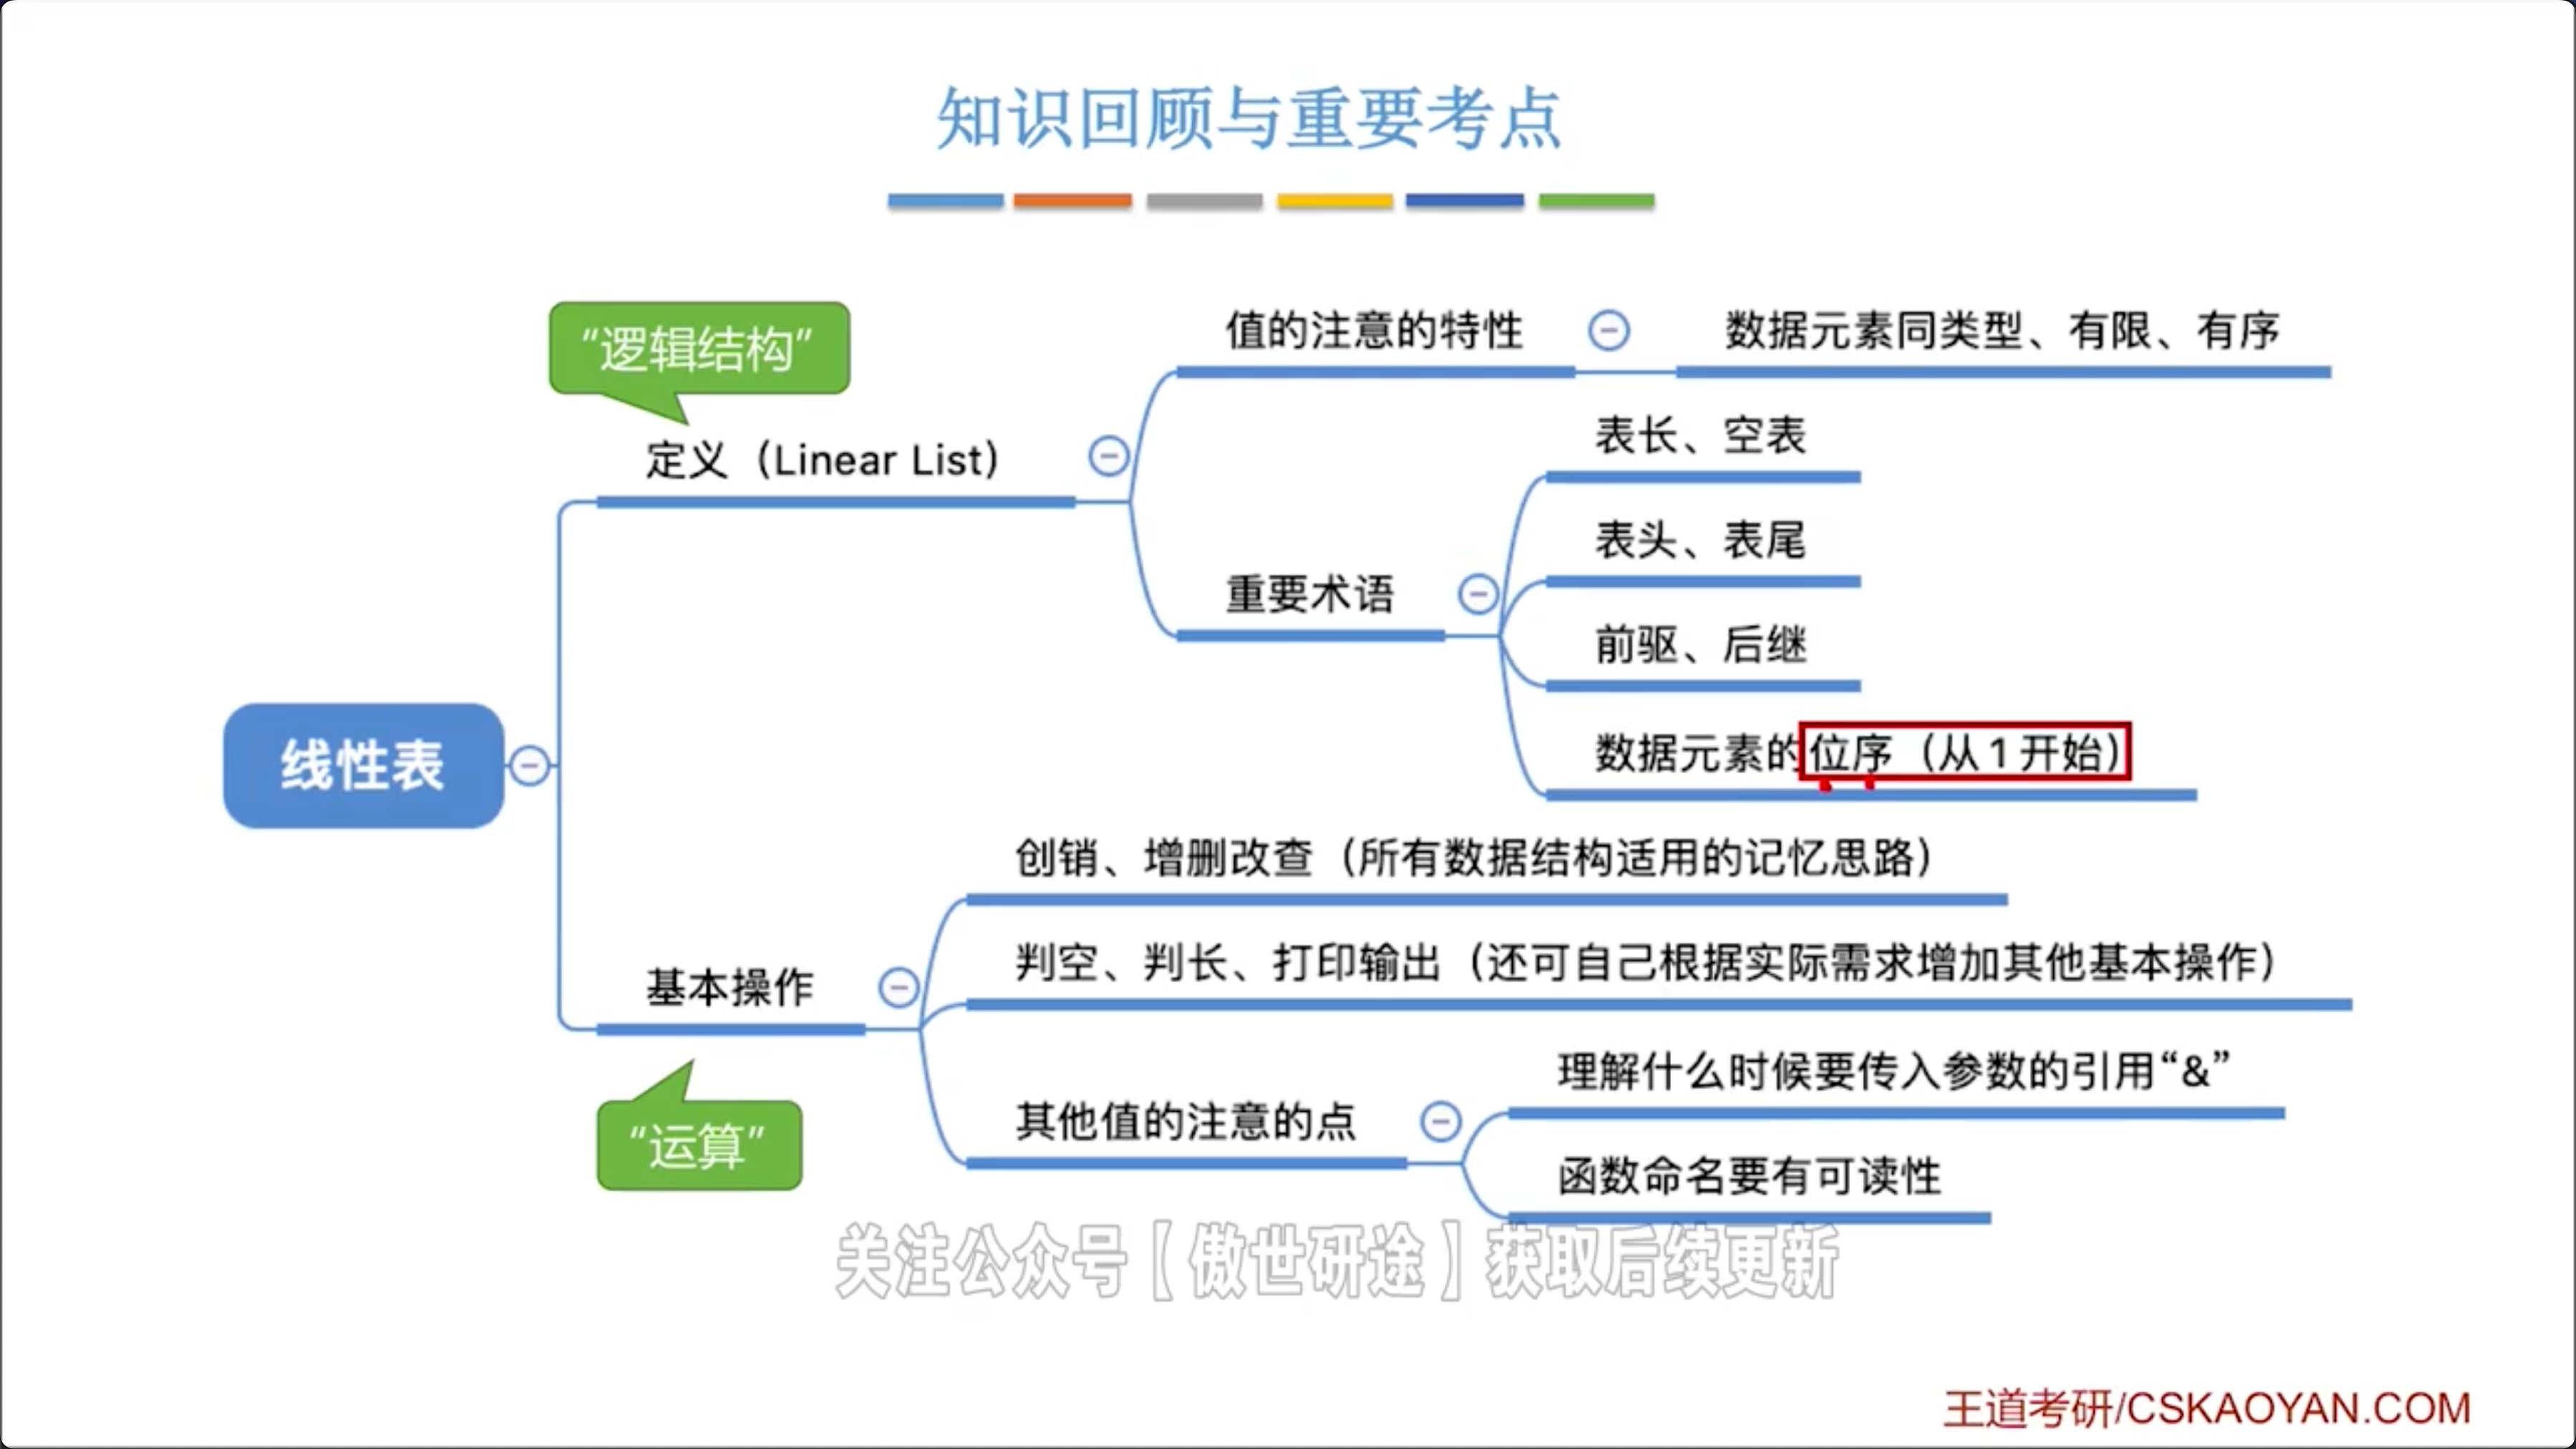 知识回顾与重要考点
“逻辑结构”
定义（Linear List）
值的注意的特性
数据元素同类型、有限、有序
重要术语
表长、空表
表头、表尾
前驱、后继
数据元素的位序（从1开始）
线性表
基本操作
“运算”
创销、增删改查（所有数据结构适用的记忆思路）
判空、判长、打印输出（还可自己根据实际需求增加其他基本操作）
其他值的注意的点
理解什么时候要传入参数的引用“&”
函数命名要有可读性
关注公众号【傲世研途】获取后续更新
王道考研/CSKAOYAN.COM